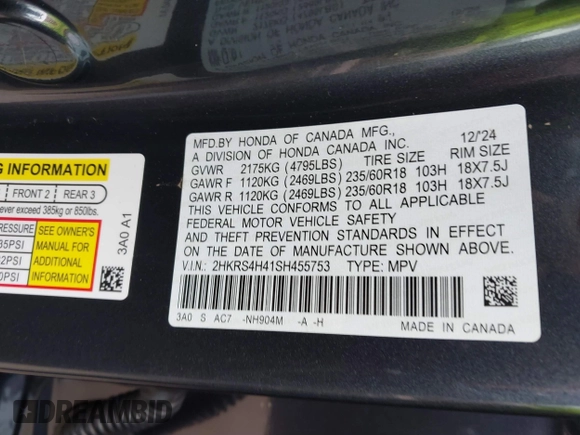 MFD.BY HONDA OF CANADA MFG.,
A DIVISION OF HONDA CANADA INC. 12/'24
GVWR 2175KG (4795LBS) TIRE SIZE RIM SIZE
GAWR F 1120KG (2469LBS) 235/60R18 103H 18X7.5J
GAWR R 1120KG (2469LBS) 235/60R18 103H 18X7.5J
THIS VEHICLE CONFORMS TO ALL APPLICABLE
FEDERAL MOTOR VEHICLE SAFETY
AND THEFT PREVENTION STANDARDS IN EFFECT
ON THE DATE OF MANUFACTURE SHOWN ABOVE.
V.I.N.: 2HKRS4H41SH455753 TYPE: MPV
3A0 S AC7 -NH904M -A -H
MADE IN CANADA
G INFORMATION
FRONT 2 REAR 3
ever exceed 385kg or 850lbs.
RESSURE
35PSI
2PSI
0PSI
SEE OWNER'S
MANUAL FOR
ADDITIONAL
INFORMATION
3A0 A1
DREAMBID